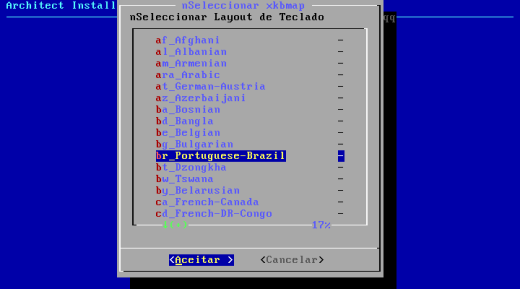 Architect Install
nSeleccionar xkbmap
nSeleccionar Layout de Teclado
qq
af_Afghani -
al_Albanian -
am_Armenian -
ara_Arabic -
at_German-Austria -
az_Azerbaijani -
ba_Bosnian -
bd_Bangla -
be_Belgian -
bg_Bulgarian -
br_Portuguese-Brazil -
bt_Dzongkha -
bw_Tswana -
by_Belarusian -
ca_French-Canada -
cd_French-DR-Congo -
17%
<Aceitar > <Cancelar>